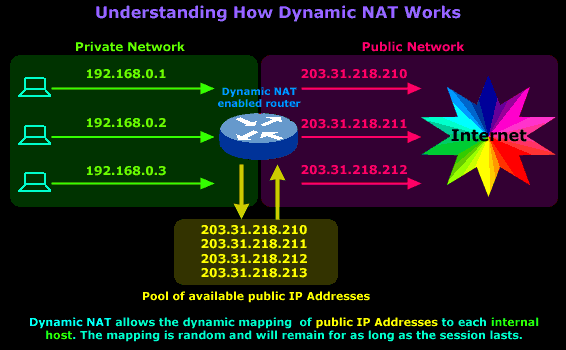 Understanding How Dynamic NAT Works
Private Network
Public Network
192.168.0.1
203.31.218.210
Dynamic NAT
enabled router
192.168.0.2
203.31.218.211
Internet
192.168.0.3
203.31.218.212
203.31.218.210
203.31.218.211
203.31.218.212
203.31.218.213
Pool of available public IP Addresses
Dynamic NAT allows the dynamic mapping of public IP Addresses to each internal
host. The mapping is random and will remain for as long as the session lasts.